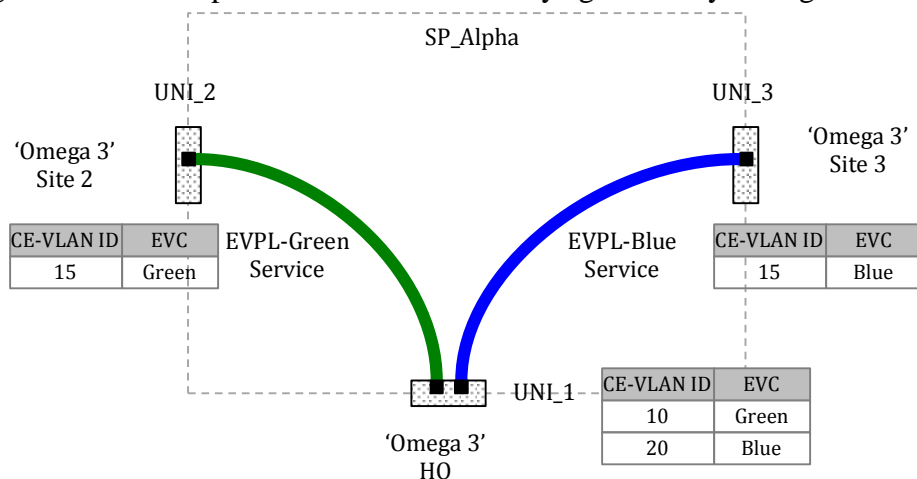 SP_Alpha
UNI_2
UNI_3
‘Omega 3’
Site 2
‘Omega 3’
Site 3
CE-VLAN ID EVC
15 Green
EVPL-Green
Service
EVPL-Blue
Service
CE-VLAN ID EVC
15 Blue
UNI_1
CE-VLAN ID EVC
10 Green
20 Blue
‘Omega 3’
HQ